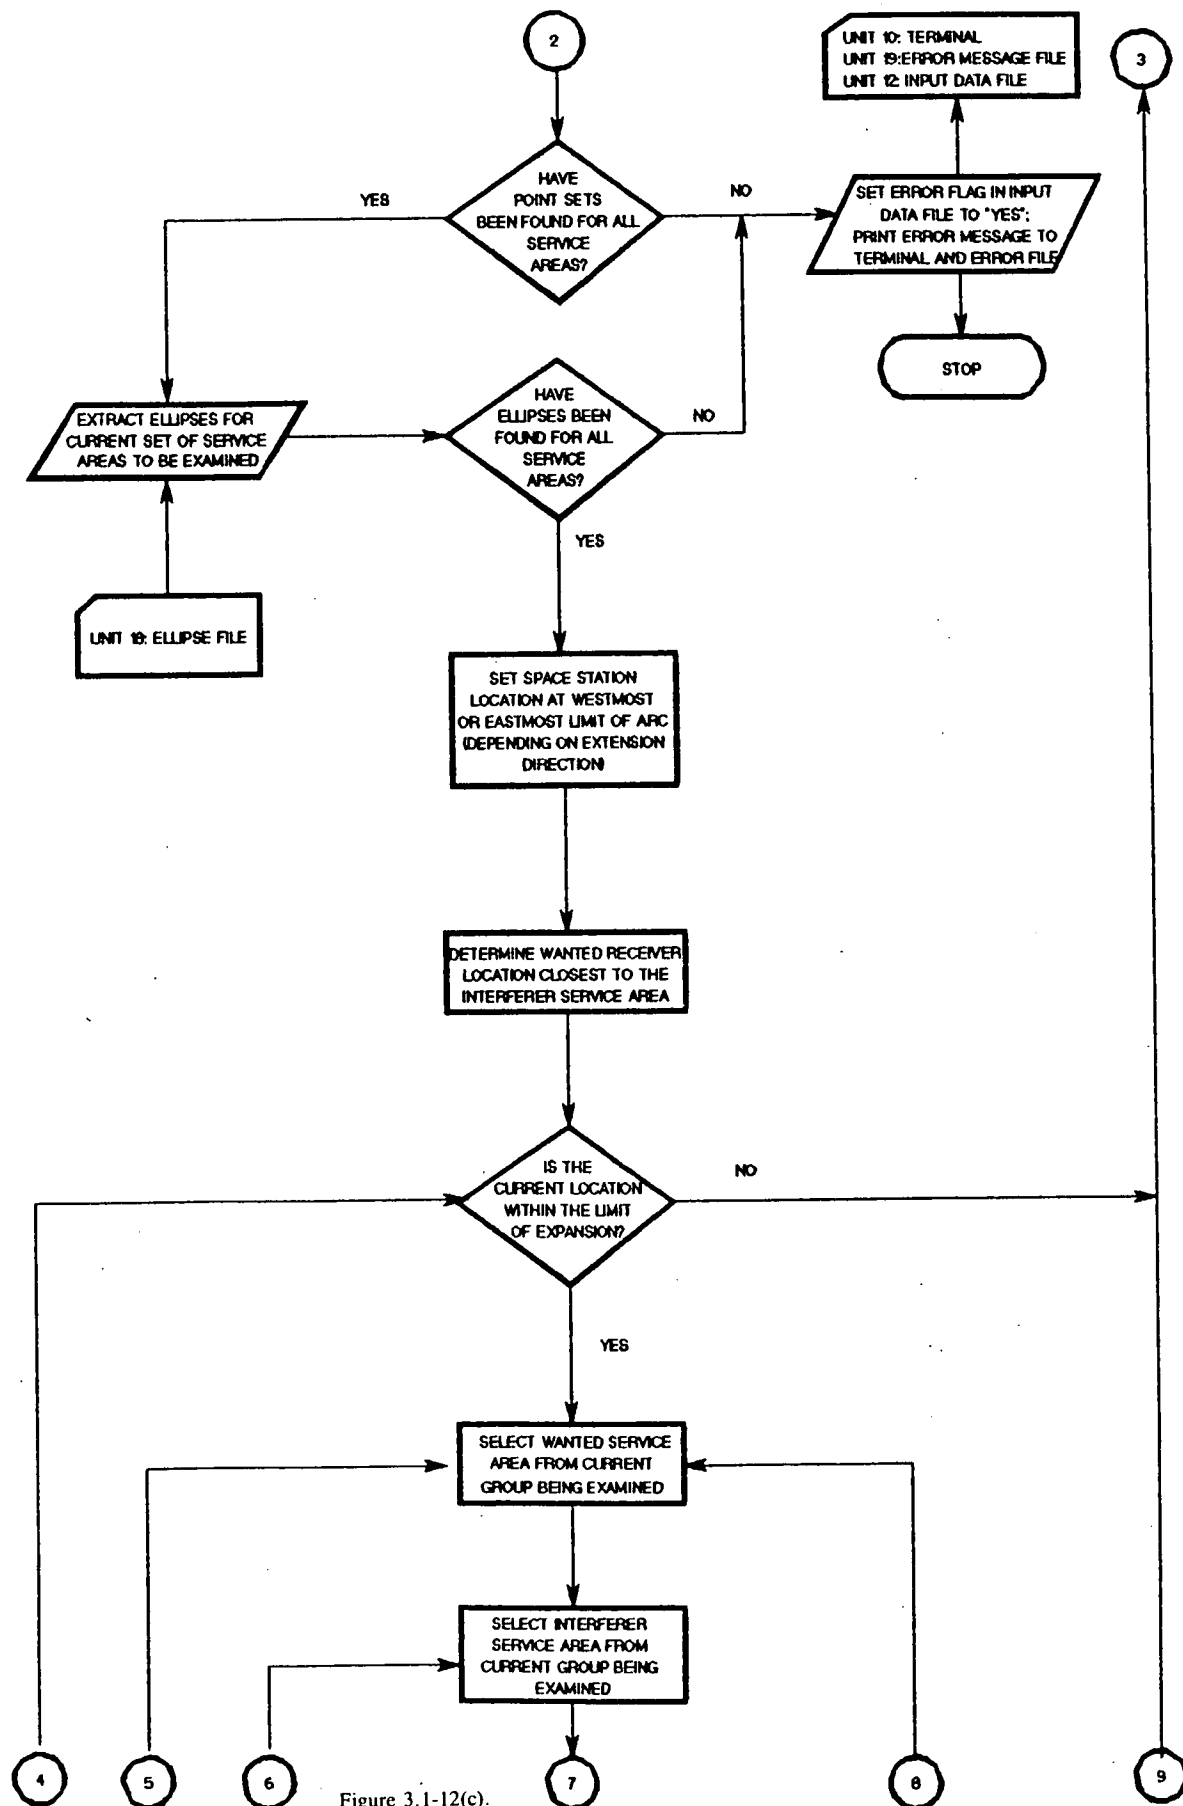 2
UNIT 10: TERMINAL
UNIT 19:ERROR MESSAGE FILE
UNIT 12: INPUT DATA FILE
3
HAVE
POINT SETS
BEEN FOUND FOR ALL
SERVICE
AREAS?
YES
NO
SET ERROR FLAG IN INPUT
DATA FILE TO "YES";
PRINT ERROR MESSAGE TO
TERMINAL AND ERROR FILE
STOP
EXTRACT ELLIPSES FOR
CURRENT SET OF SERVICE
AREAS TO BE EXAMINED
HAVE
ELLIPSES BEEN
FOUND FOR ALL
SERVICE
AREAS?
NO
YES
UNIT 18: ELLIPSE FILE
SET SPACE STATION
LOCATION AT WESTMOST
OR EASTMOST LIMIT OF ARC
(DEPENDING ON EXTENSION
DIRECTION)
DETERMINE WANTED RECEIVER
LOCATION CLOSEST TO THE
INTERFERER SERVICE AREA
IS THE
CURRENT LOCATION
WITHIN THE LIMIT
OF EXPANSION?
NO
YES
SELECT WANTED SERVICE
AREA FROM CURRENT
GROUP BEING EXAMINED
SELECT INTERFERER
SERVICE AREA FROM
CURRENT GROUP BEING
EXAMINED
4
5
6
7
8
9
Figure 3.1-12(c).